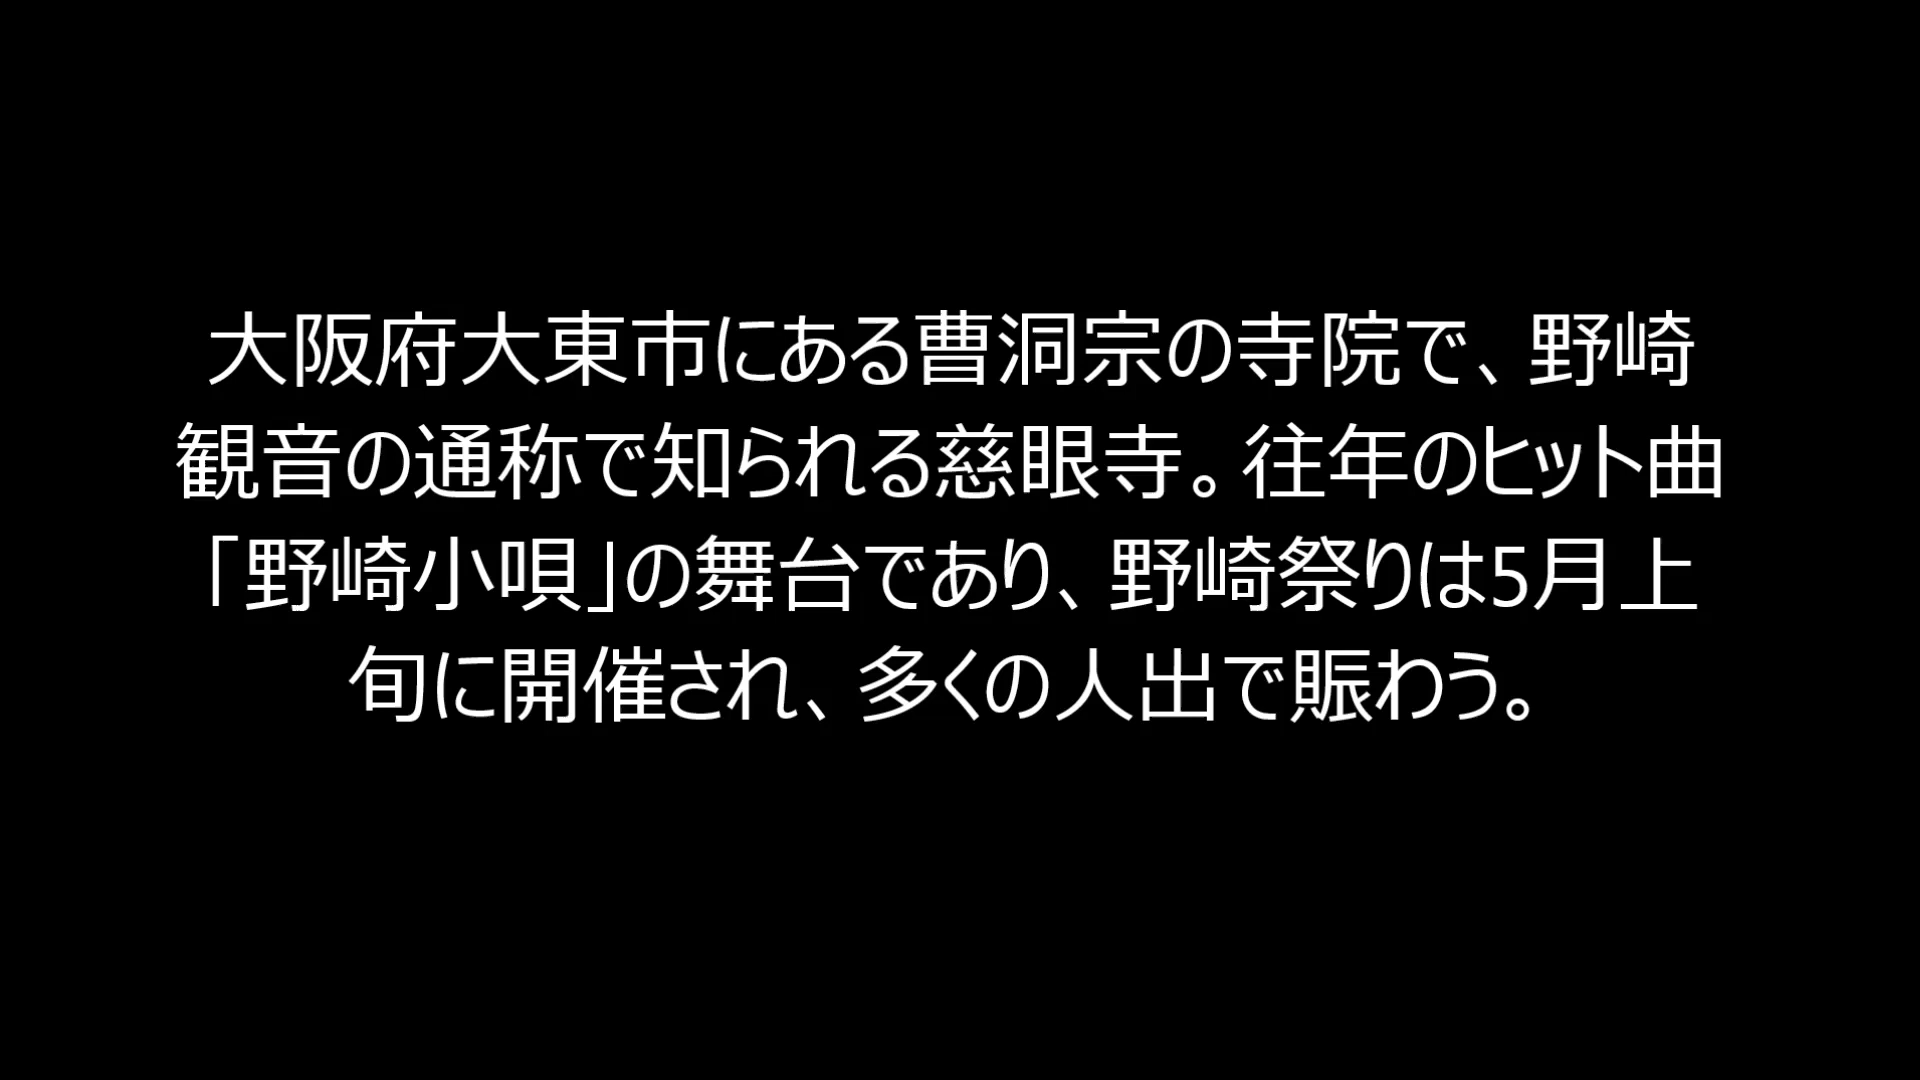 大阪府大東市にある曹洞宗の寺院で、野崎
観音の通称で知られる慈眼寺。往年のヒット曲
「野崎小唄」の舞台であり、野崎祭りは5月上
旬に開催され、多くの人出で賑わう。